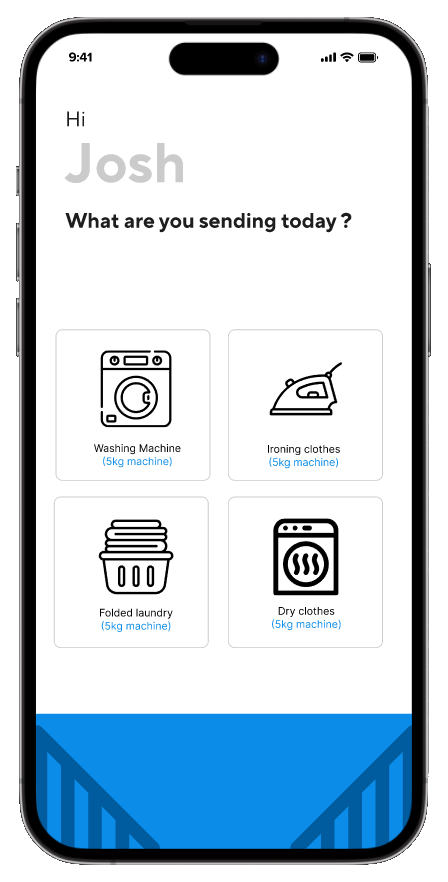 9:41
Hi
Josh
What are you sending today ?
Washing Machine
(5kg machine)
Ironing clothes
(5kg machine)
Folded laundry
(5kg machine)
Dry clothes
(5kg machine)